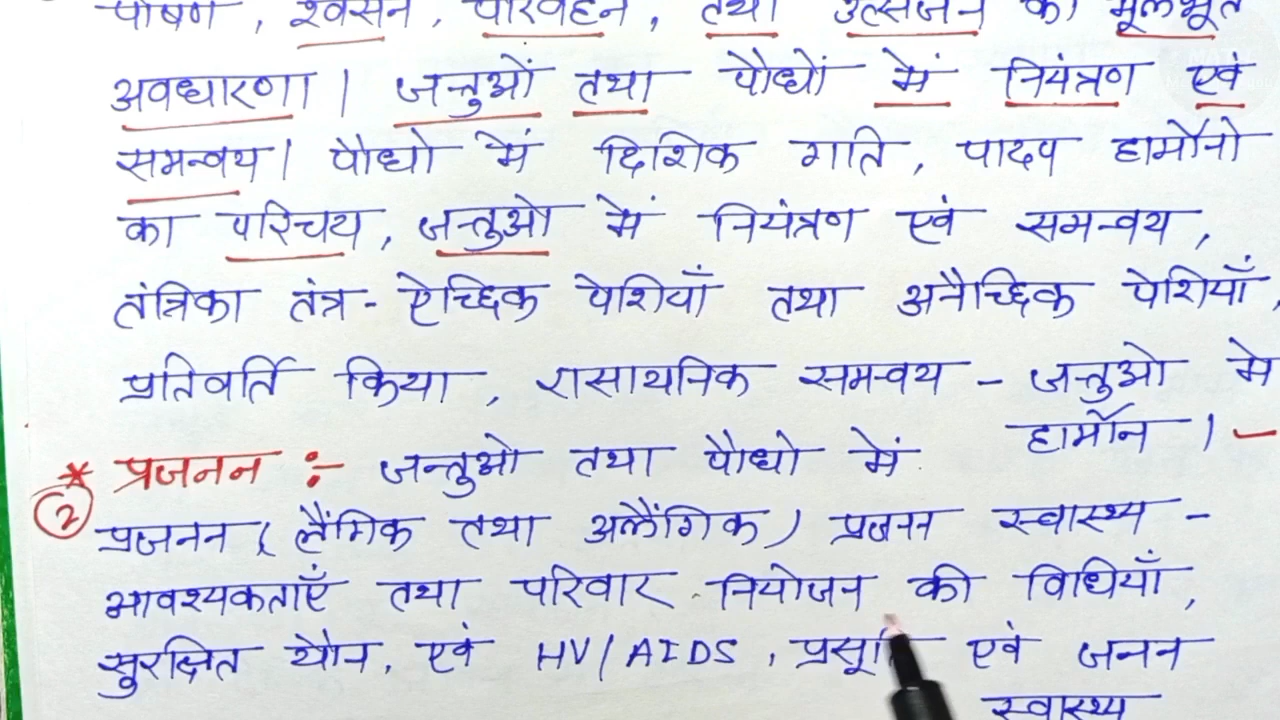 पोषण, श्वसन, परिवहन, तथा उत्सर्जन की मूलभूत
अवधारणा। जन्तुओं तथा पौधों में नियंत्रण एवं
समन्वय। पौधो में दिशिक गति, पादप हार्मोनो
का परिचय, जन्तुओ में नियंत्रण एवं समन्वय,
तंत्रिका तंत्र - ऐच्छिक पेशियाँ तथा अनैच्छिक पेशियाँ,
प्रतिवर्ति किया, रासायनिक समन्वय - जन्तुओ मे
हार्मोन। -
* प्रजनन :- जन्तुओ तथा पौधो में
② प्रजनन (लैंगिक तथा अलैंगिक) प्रजनन स्वास्थ्य -
आवश्यकताएँ तथा परिवार नियोजन की विधियाँ,
सुरक्षित यौन, एवं HV/AIDS, प्रसूति एवं जनन
स्वास्थ्य